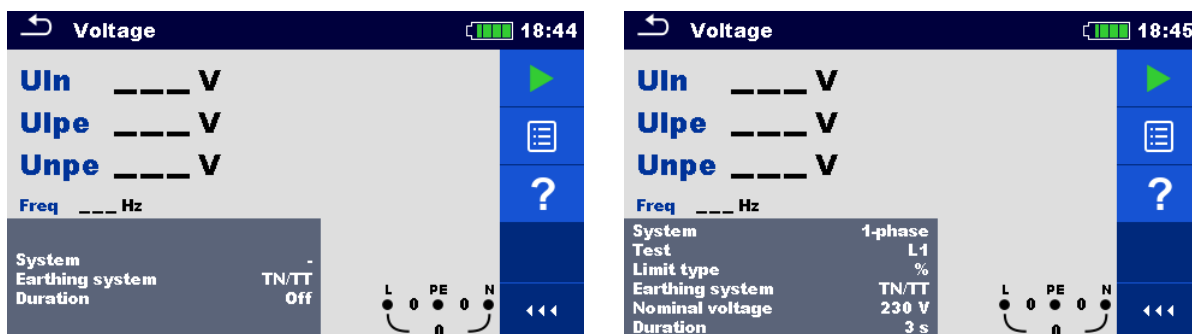 Voltage 18:44
Uln ___ V
Ulpe ___ V
Unpe ___ V
?
Freq ___ Hz
System -
Earthing system TN/TT
Duration Off
L PE N
0 0
0
Voltage 18:45
Uln ___ V
Ulpe ___ V
Unpe ___ V
?
Freq ___ Hz
System 1-phase
Test L1
Limit type %
Earthing system TN/TT
Nominal voltage 230 V
Duration 3 s
L PE N
0 0
0